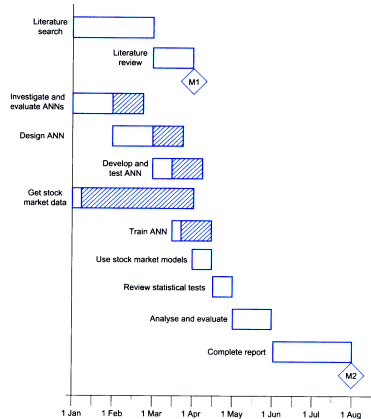 Literature
search
Literature
review
M1
Investigate and
evaluate ANNs
Design ANN
Develop and
test ANN
Get stock
market data
Train ANN
Use stock market models
Review statistical tests
Analyse and evaluate
Complete report
M2
1 Jan 1 Feb 1 Mar 1 Apr 1 May 1 Jun 1 Jul 1 Aug